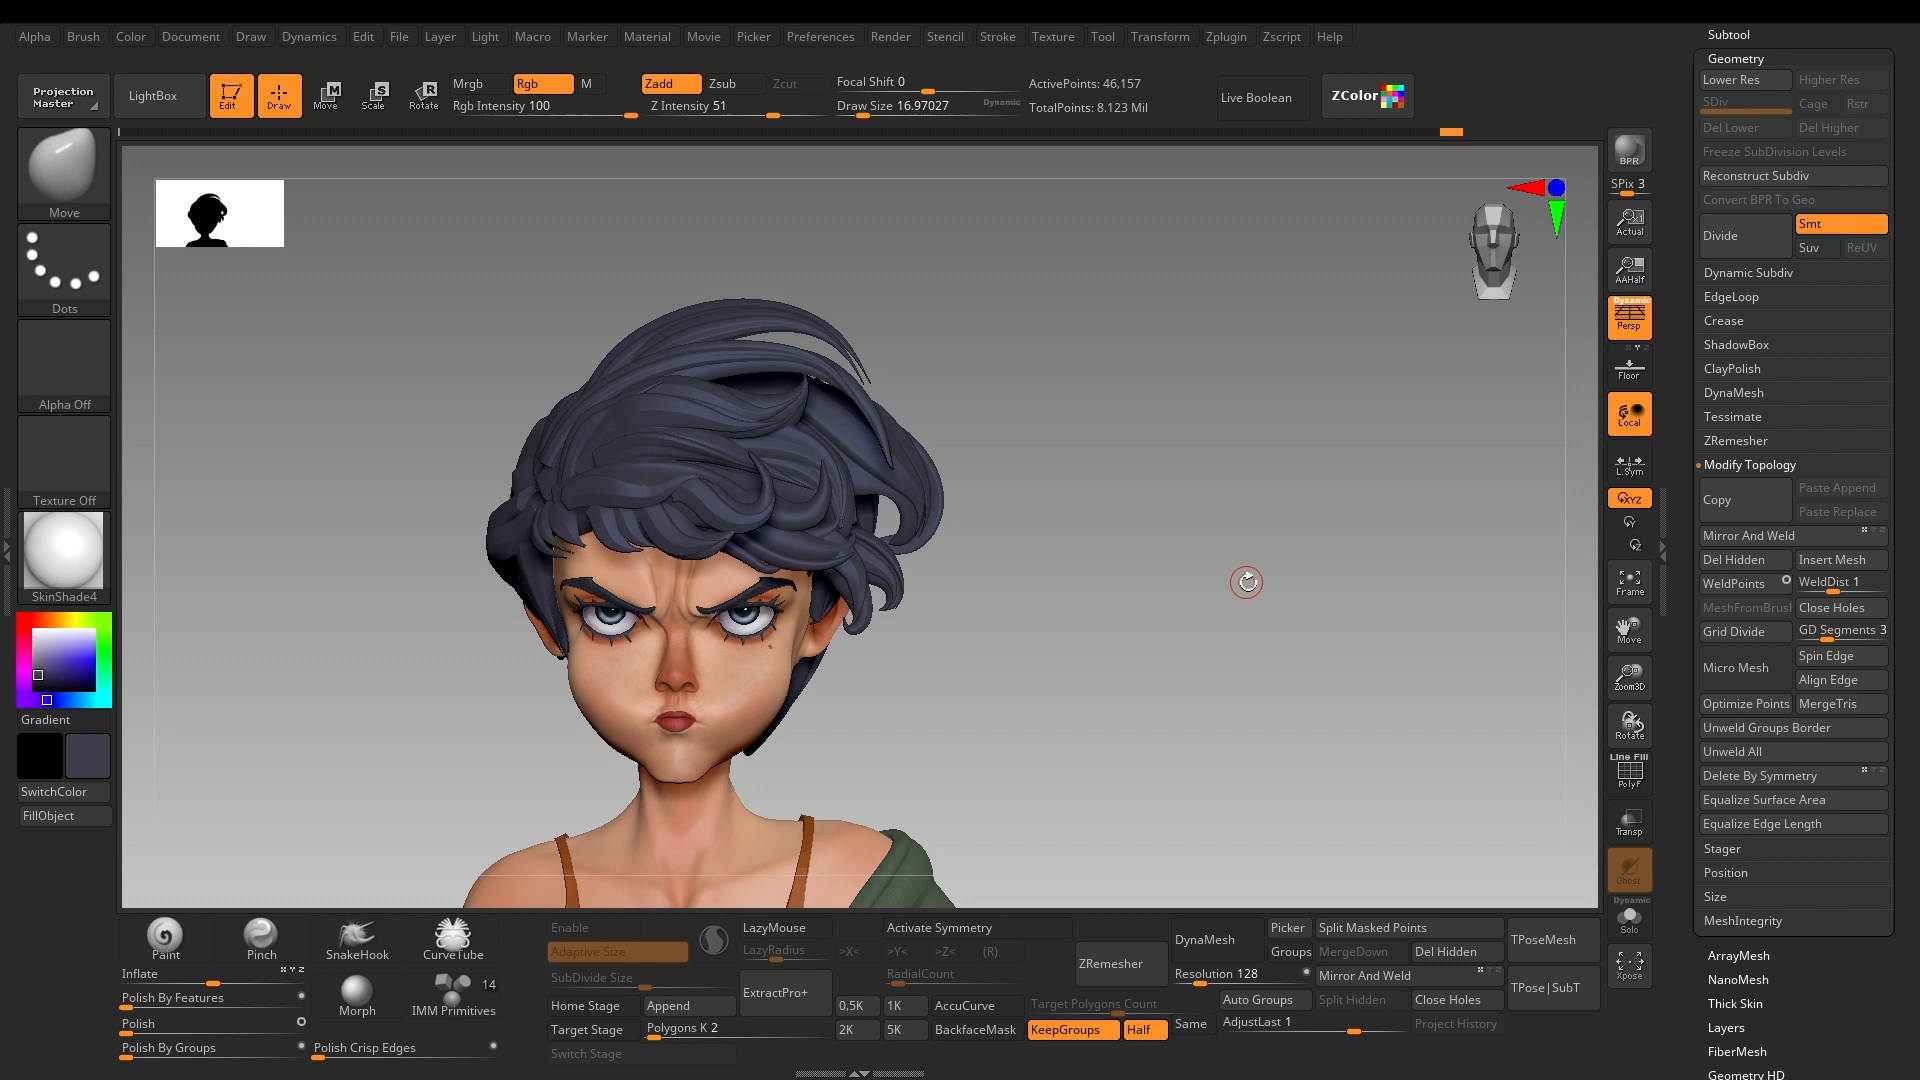 Alpha Brush Color Document Draw Dynamics Edit File Layer Light Macro Marker Material Movie Picker Preferences Render Stencil Stroke Texture Tool Transform Zplugin Zscript Help
Projection Master
LightBox
Edit
Draw
Move
Scale
Rotate
Mrgb Rgb M
Rgb Intensity 100
Zadd Zsub Zcut
Z Intensity 51
Focal Shift 0
Draw Size 16.97027 Dynamic
ActivePoints: 46,157
TotalPoints: 8.123 Mil
Live Boolean
ZColor
Move
Dots
Alpha Off
Texture Off
SkinShade4
Gradient
SwitchColor
FillObject
BPR
SPix 3
Actual
AAHalf
Dynamic
Persp
Floor
Local
L.Sym
XYZ
Y
Z
Frame
Move
Zoom3D
Rotate
Line Fill
PolyF
Transp
Ghost
Dynamic
Solo
Xpose
Subtool
Geometry
Lower Res Higher Res
SDiv Cage Rstr
Del Lower Del Higher
Freeze SubDivision Levels
Reconstruct Subdiv
Convert BPR To Geo
Divide Smt
Suv ReUV
Dynamic Subdiv
EdgeLoop
Crease
ShadowBox
ClayPolish
DynaMesh
Tessimate
ZRemesher
Modify Topology
Copy Paste Append
Paste Replace
Mirror And Weld
Del Hidden Insert Mesh
WeldPoints WeldDist 1
MeshFromBrush Close Holes
Grid Divide GD Segments 3
Micro Mesh Spin Edge
Align Edge
Optimize Points MergeTris
Unweld Groups Border
Unweld All
Delete By Symmetry
Equalize Surface Area
Equalize Edge Length
Stager
Position
Size
MeshIntegrity
ArrayMesh
NanoMesh
Thick Skin
Layers
FiberMesh
Geometry HD
Paint Pinch SnakeHook CurveTube
Inflate
Polish By Features
Polish
Polish By Groups
Morph
14
IMM Primitives
Polish Crisp Edges
Enable
Adaptive Size
SubDivide Size
Home Stage Append
Target Stage Polygons K 2
Switch Stage
LazyMouse
LazyRadius
ExtractPro+
Activate Symmetry
>X< >Y< >Z< (R)
RadialCount
0,5K 1K AccuCurve
2K 5K BackfaceMask
ZRemesher
Target Polygons Count
KeepGroups Half Same
DynaMesh Picker
Groups
Resolution 128
Auto Groups
AdjustLast 1
Split Masked Points
MergeDown Del Hidden
Mirror And Weld
Split Hidden Close Holes
Project History
TPoseMesh
TPose|SubT